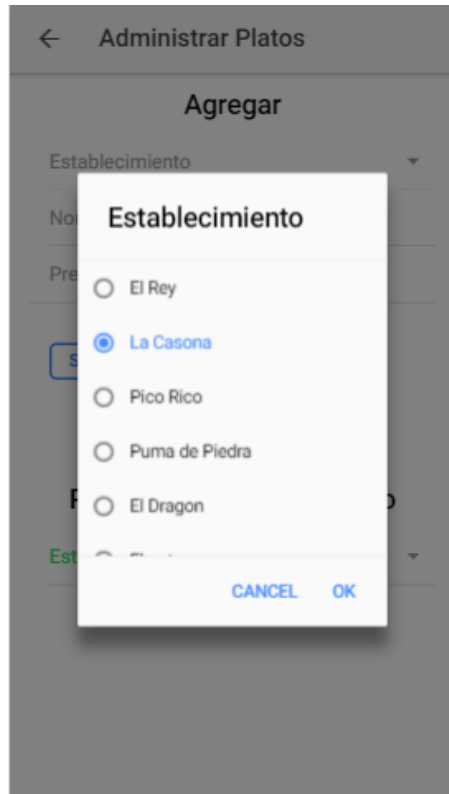 Administrar Platos
Agregar
Establecimiento
Establecimiento
El Rey
La Casona
Pico Rico
Puma de Piedra
El Dragon
CANCEL OK